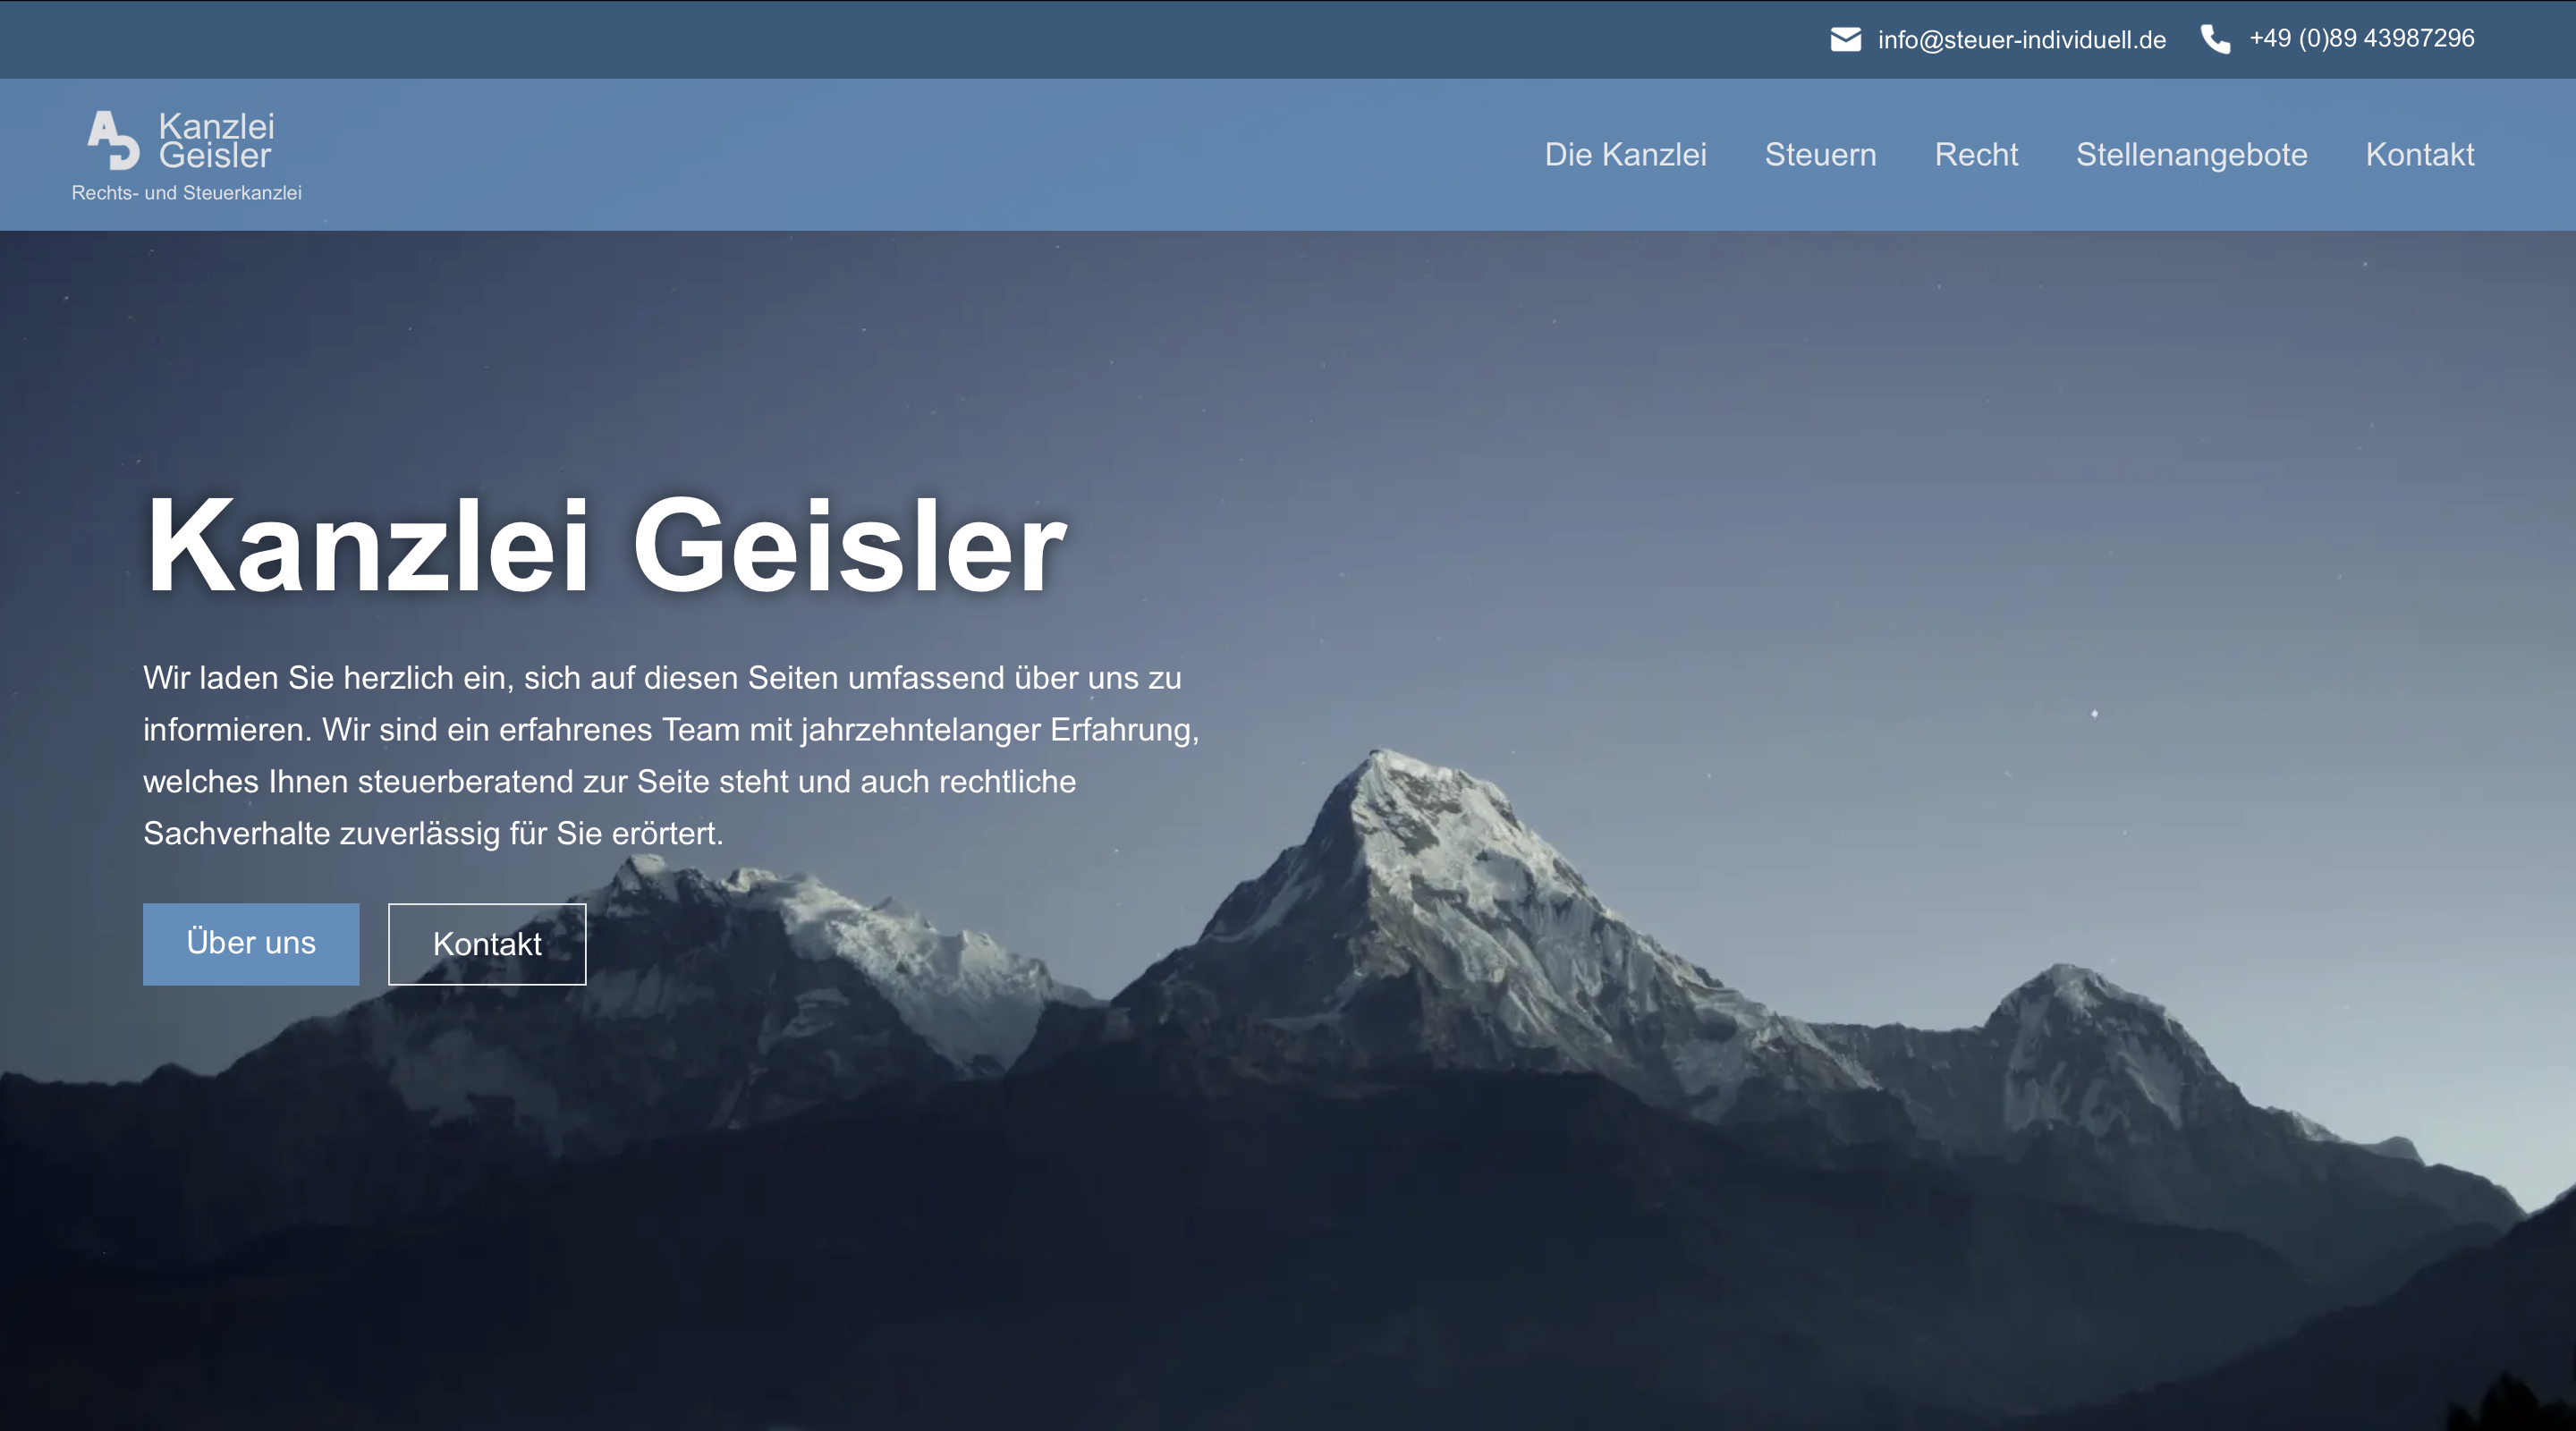 info@steuer-individuell.de +49 (0)89 43987296
Kanzlei
Geisler
Rechts- und Steuerkanzlei
Die Kanzlei Steuern Recht Stellenangebote Kontakt
Kanzlei Geisler
Wir laden Sie herzlich ein, sich auf diesen Seiten umfassend über uns zu
informieren. Wir sind ein erfahrenes Team mit jahrzehntelanger Erfahrung,
welches Ihnen steuerberatend zur Seite steht und auch rechtliche
Sachverhalte zuverlässig für Sie erörtert.
Über uns Kontakt